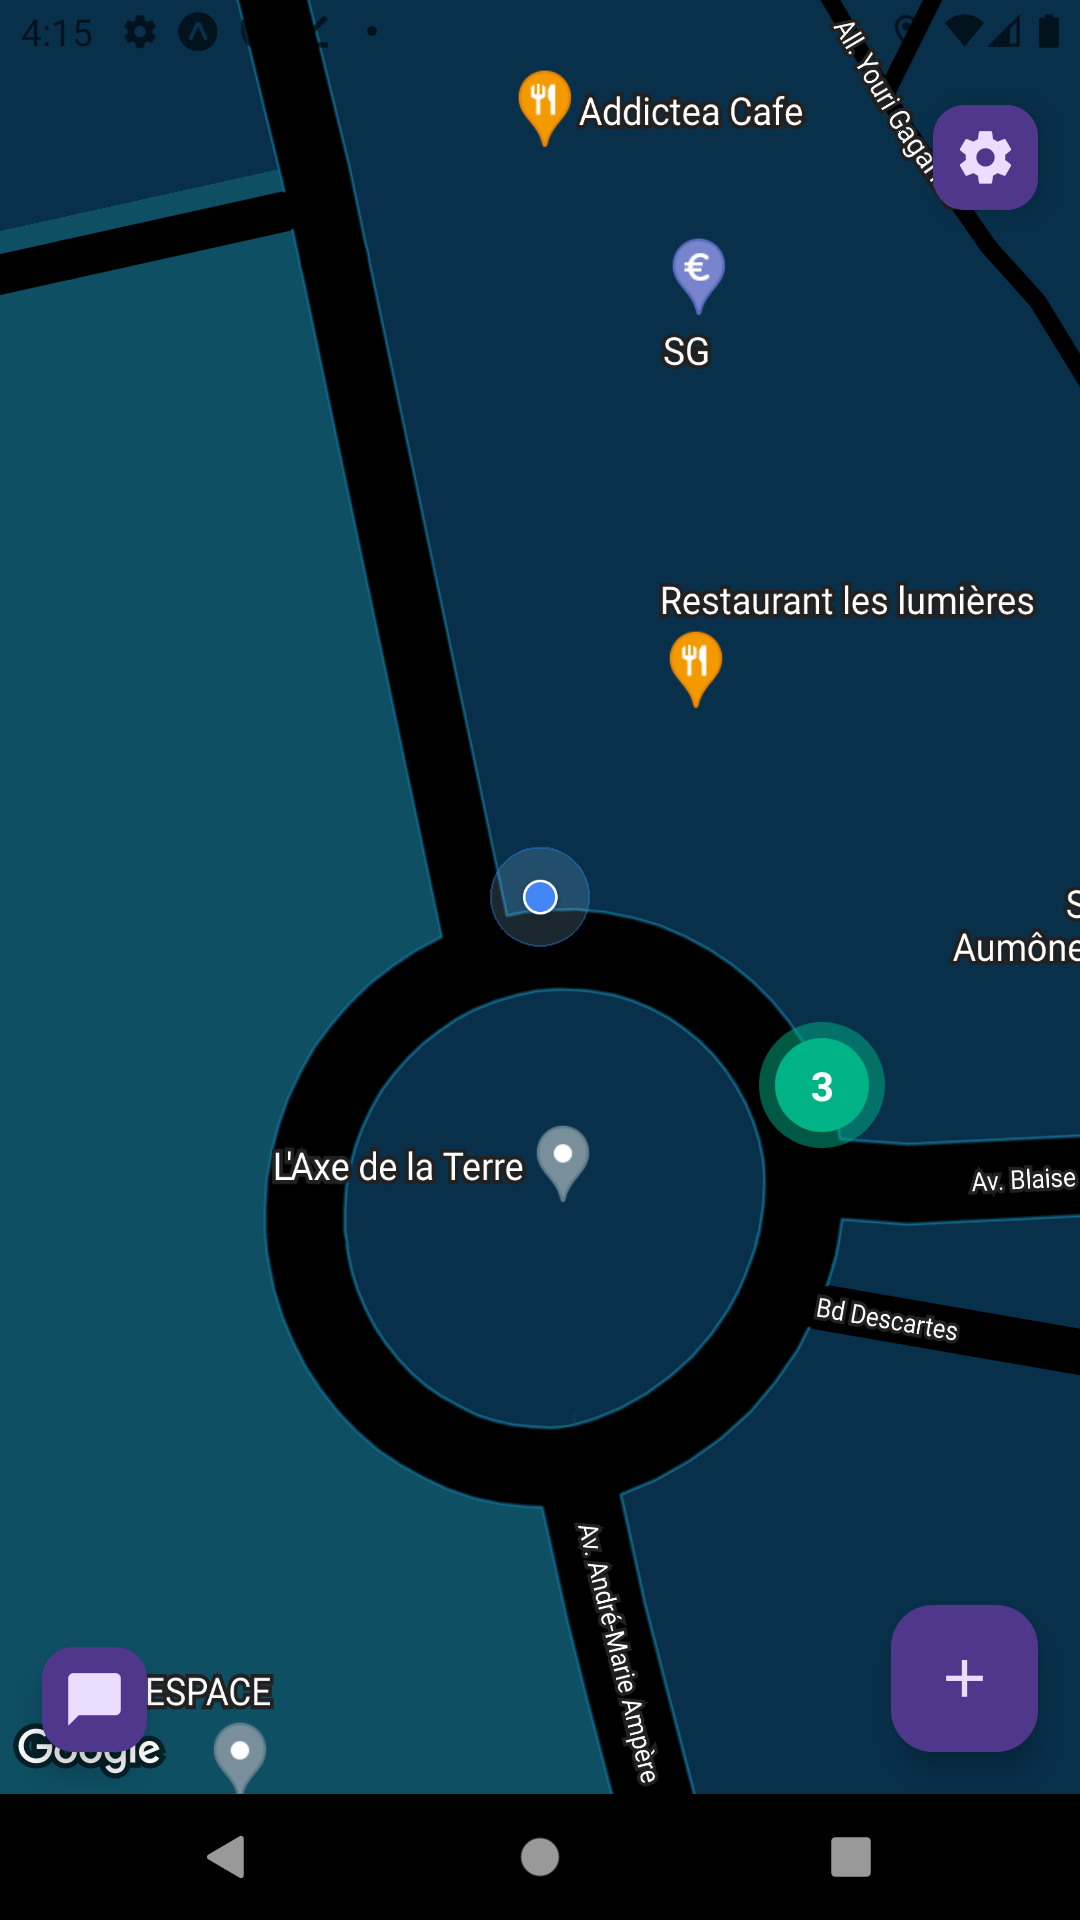 4:15
All. Youri Gagar
Addictea Cafe
€
SG
Restaurant les lumières
S
Aumône
3
L'Axe de la Terre
Av. Blaise
Bd Descartes
Av. André-Marie Ampère
ESPACE
Google